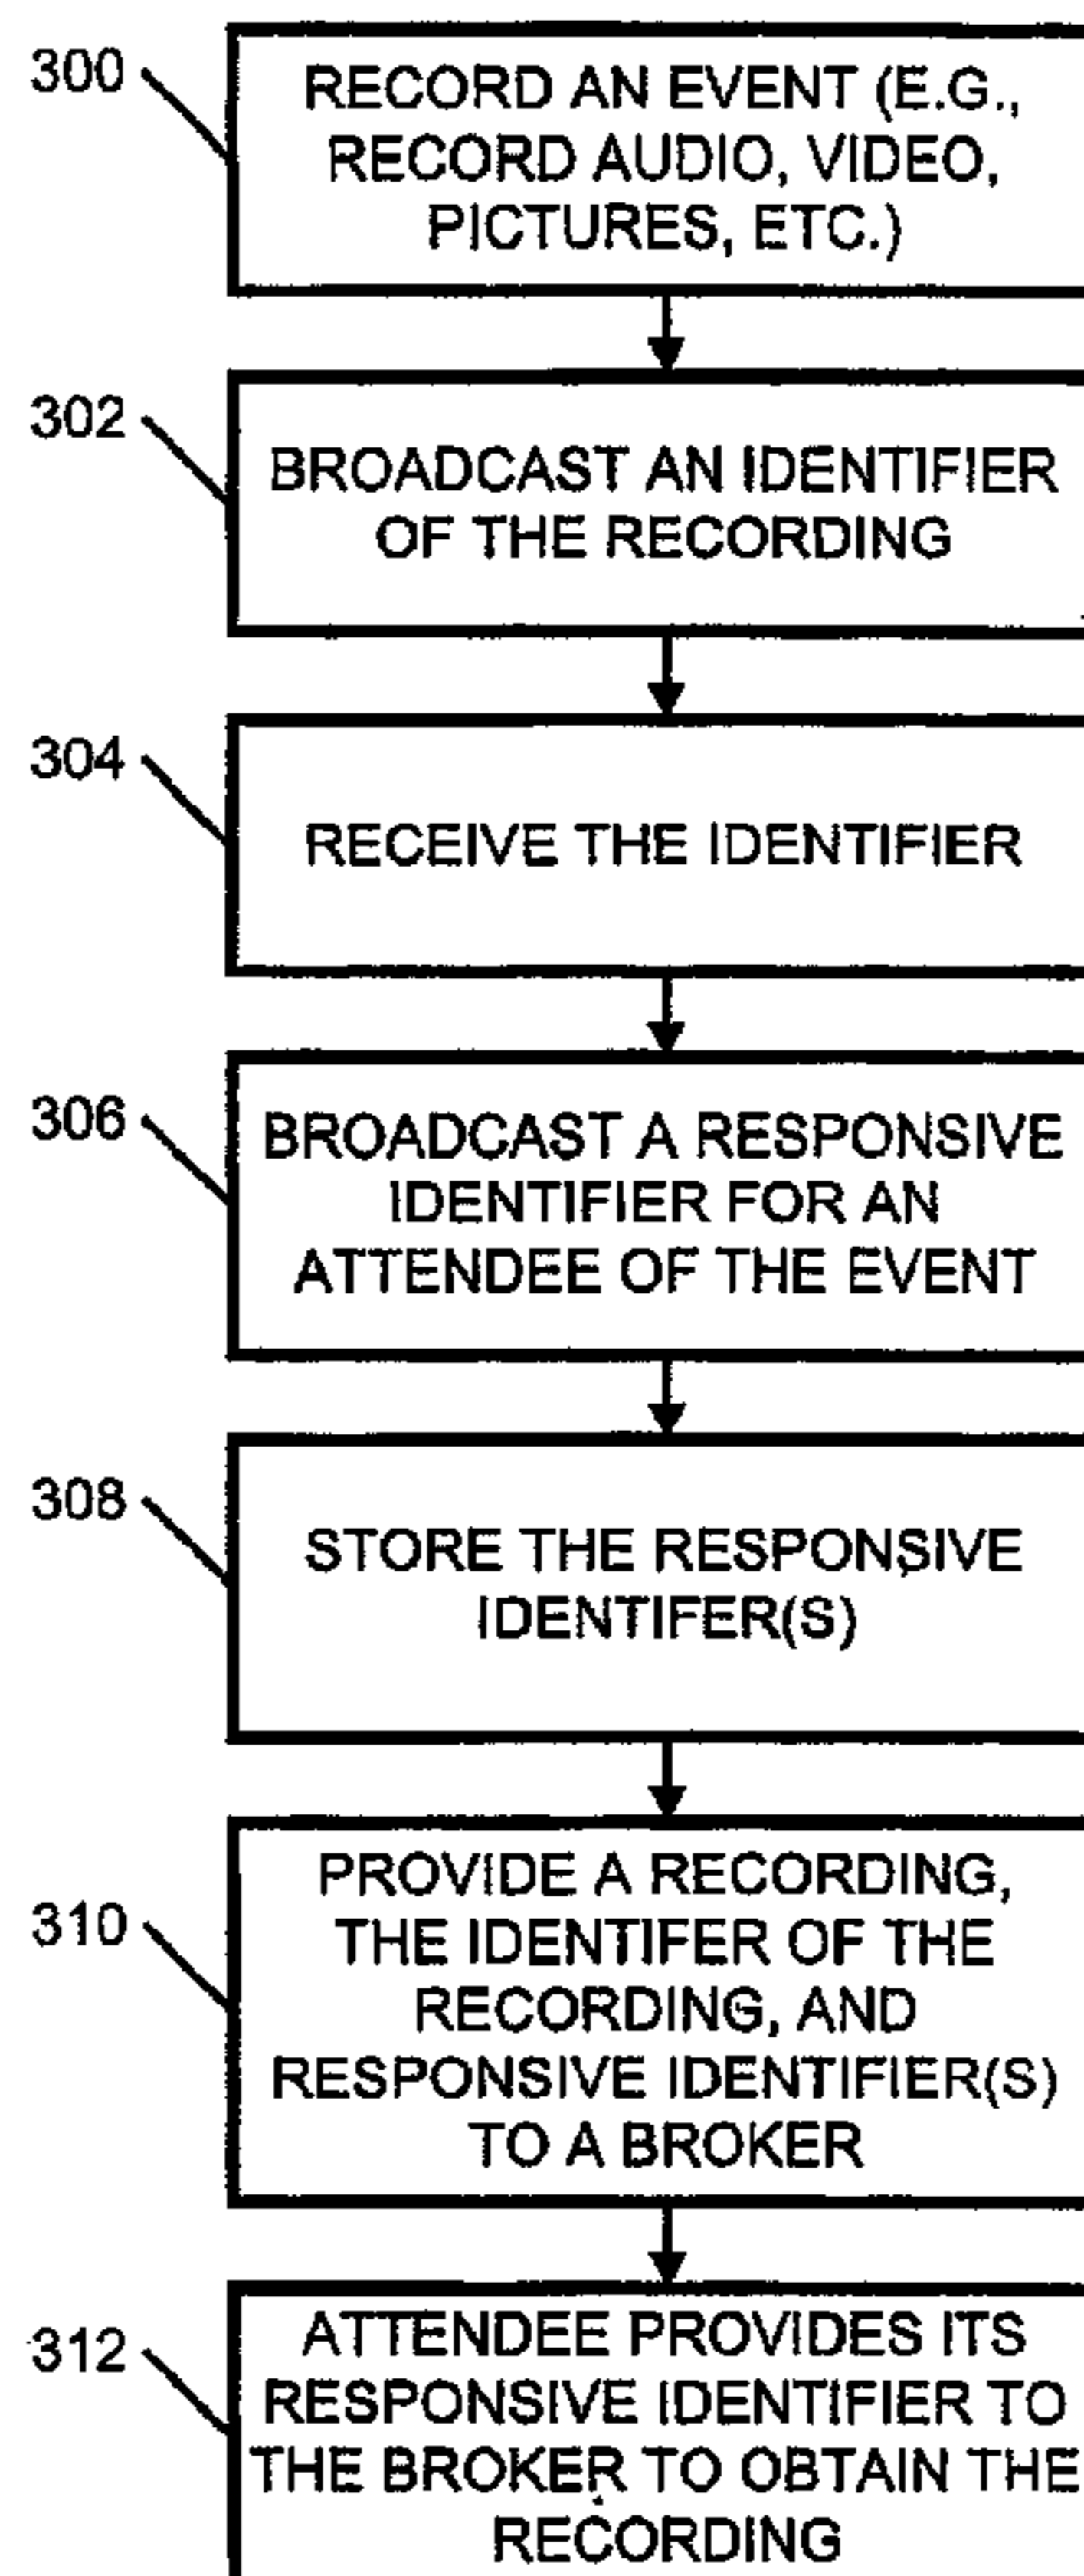 300
RECORD AN EVENT (E.G.,
RECORD AUDIO, VIDEO,
PICTURES, ETC.)
302
BROADCAST AN IDENTIFIER
OF THE RECORDING
304
RECEIVE THE IDENTIFIER
306
BROADCAST A RESPONSIVE
IDENTIFIER FOR AN
ATTENDEE OF THE EVENT
308
STORE THE RESPONSIVE
IDENTIFER(S)
310
PROVIDE A RECORDING,
THE IDENTIFER OF THE
RECORDING, AND
RESPONSIVE IDENTIFIER(S)
TO A BROKER
312
ATTENDEE PROVIDES ITS
RESPONSIVE IDENTIFIER TO
THE BROKER TO OBTAIN THE
RECORDING